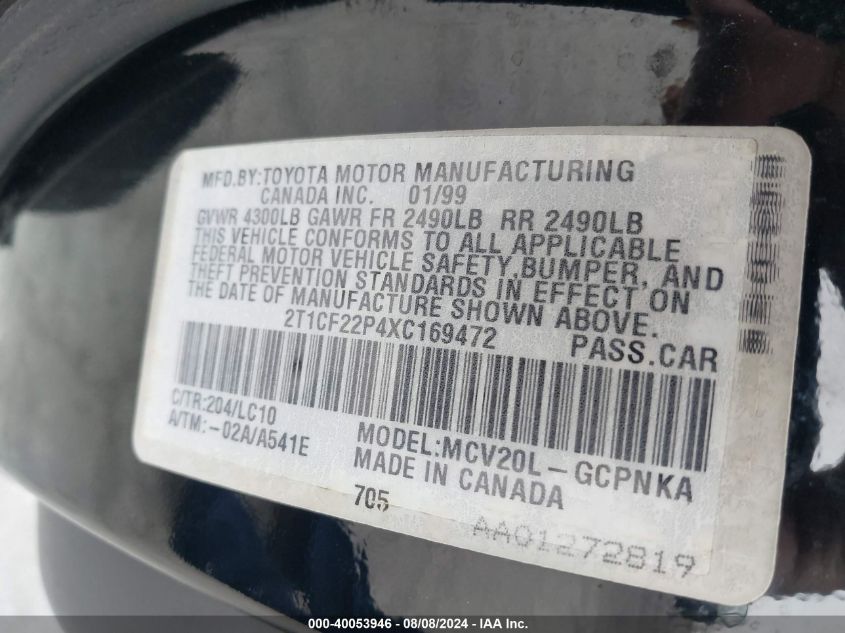 MFD.BY:TOYOTA MOTOR MANUFACTURING
CANADA INC. 01/99
GVWR 4300LB GAWR FR 2490LB RR 2490LB
THIS VEHICLE CONFORMS TO ALL APPLICABLE
FEDERAL MOTOR VEHICLE SAFETY,BUMPER, AND
THEFT PREVENTION STANDARDS IN EFFECT ON
THE DATE OF MANUFACTURE SHOWN ABOVE.
2T1CF22P4XC169472 PASS.CAR
C/TR:204/LC10
A/TM:-02A/A541E
MODEL:MCV20L-GCPNKA
MADE IN CANADA
705
AA01272819
000-40053946 - 08/08/2024 - IAA Inc.